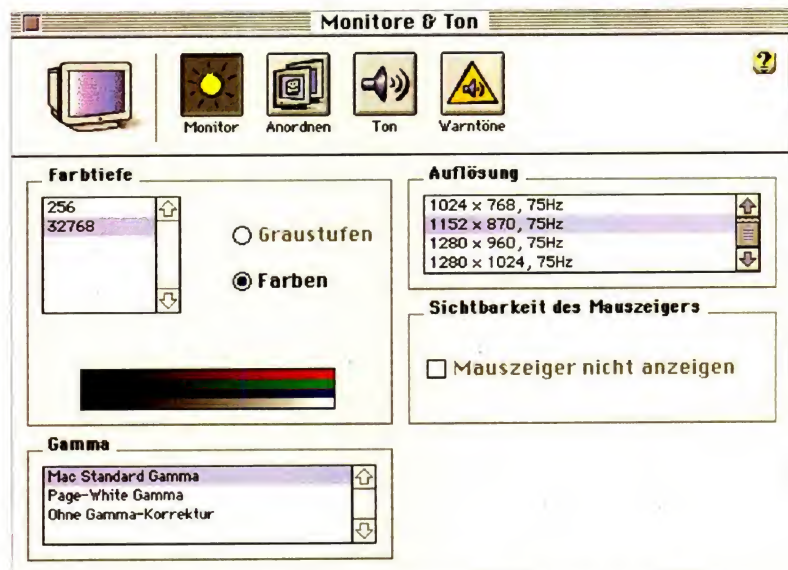 Monitore & Ton
?
Monitor
Anordnen
Ton
Warntöne
Farbtiefe
256
32768
Graustufen
Farben
Auflösung
1024 x 768, 75Hz
1152 x 870, 75Hz
1280 x 960, 75Hz
1280 x 1024, 75Hz
Sichtbarkeit des Mauszeigers
Mauszeiger nicht anzeigen
Gamma
Mac Standard Gamma
Page-White Gamma
Ohne Gamma-Korrektur